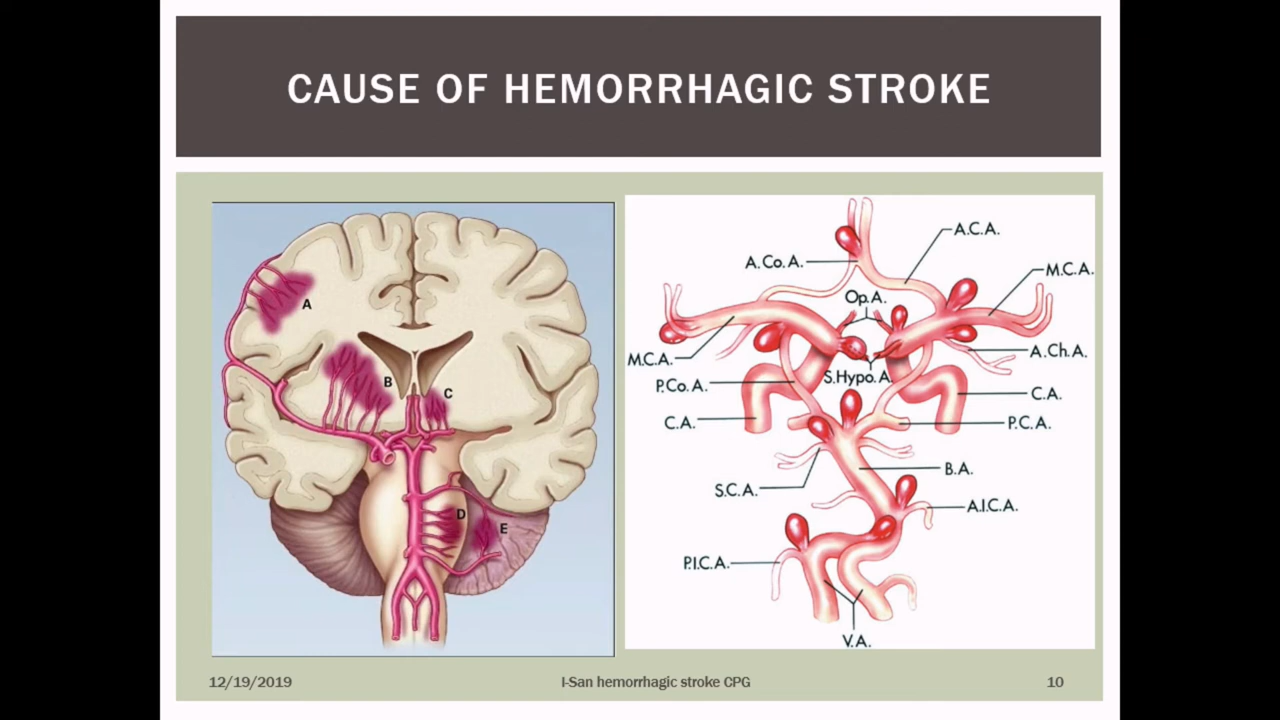 CAUSE OF HEMORRHAGIC STROKE
A
B
C
D
E
A.C.A.
A.Co.A.
M.C.A.
Op.A.
M.C.A.
A.Ch.A.
S.Hypo.A.
P.Co.A.
C.A.
C.A.
P.C.A.
B.A.
S.C.A.
A.I.C.A.
P.I.C.A.
V.A.
12/19/2019
I-San hemorrhagic stroke CPG
10